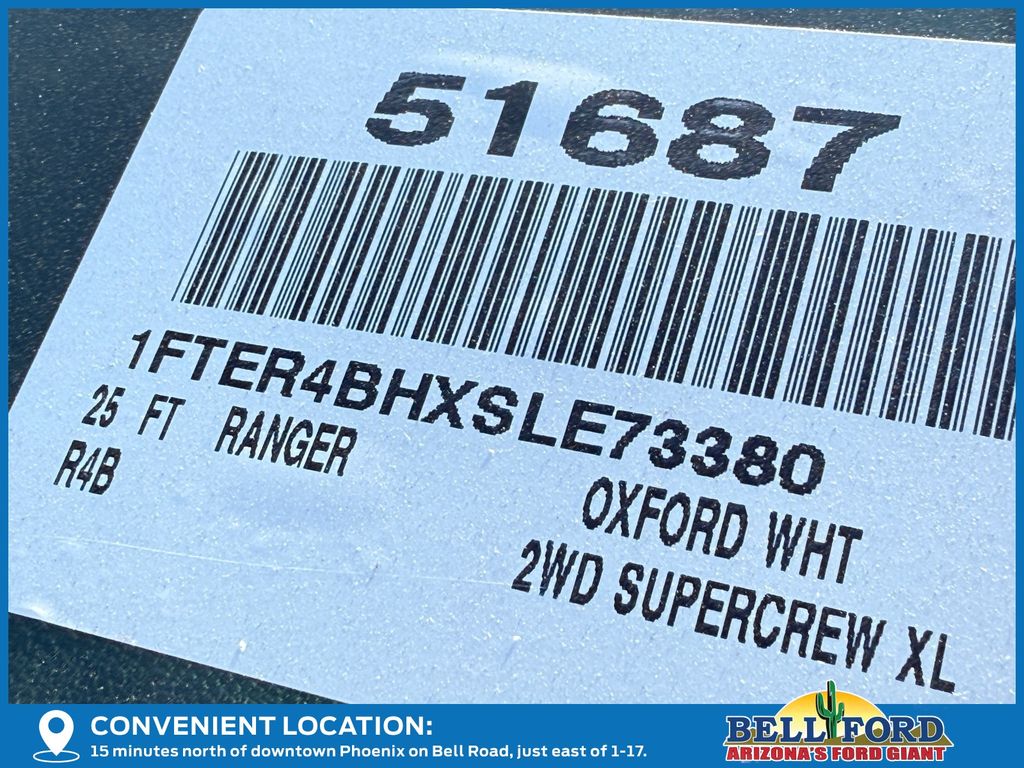 51687
1FTER4BHXSLE73380
25 FT RANGER
OXFORD WHT
R4B
2WD SUPERCREW XL
CONVENIENT LOCATION:
15 minutes north of downtown Phoenix on Bell Road, just east of 1-17.
BELL FORD
ARIZONA'S FORD GIANT